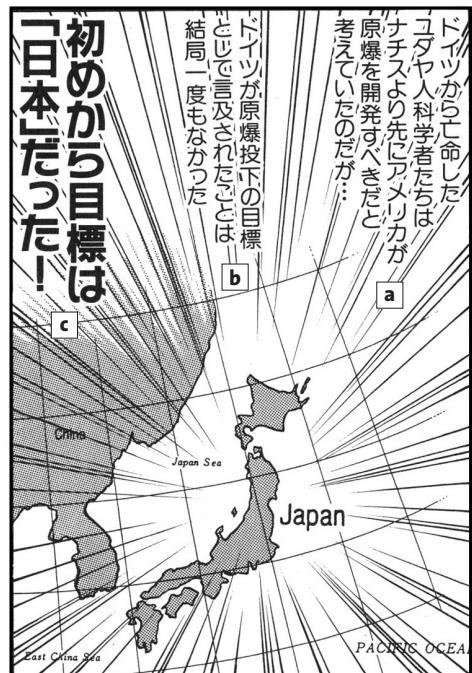 ドイツから亡命した
ユダヤ人科学者たちは
ナチスより先にアメリカが
原爆を開発すべきだと
考えていたのだが…
a
ドイツが原爆投下の目標
として言及されたことは
結局一度もなかった
b
初めから目標は
「日本」だった！
c
China
Japan Sea
Japan
East China Sea
PACIFIC OCEA